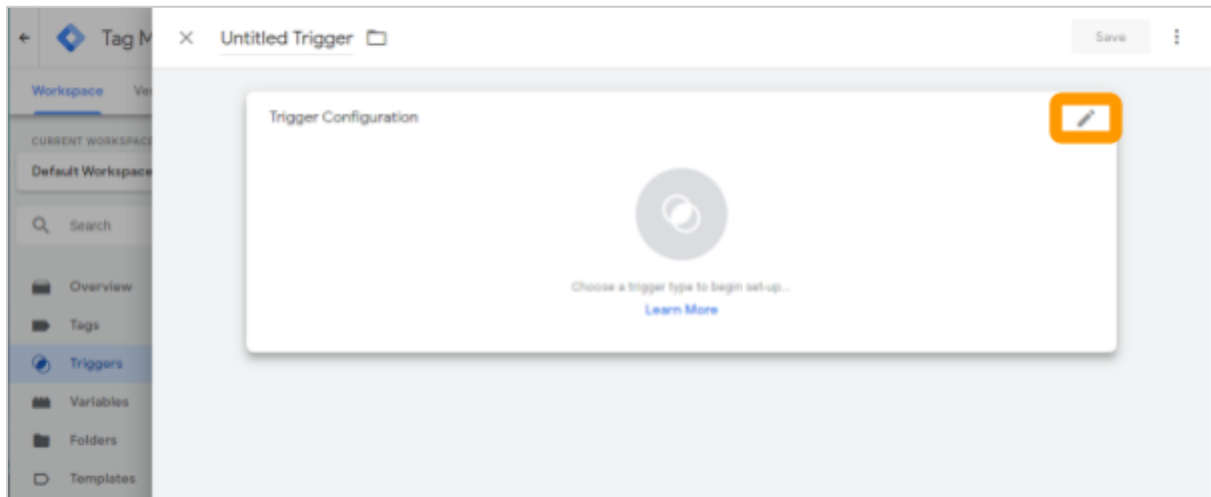 Tag M
Untitled Trigger
Save
Workspace Ve
CURRENT WORKSPACE
Default Workspace
Search
Overview
Tags
Triggers
Variables
Folders
Templates
Trigger Configuration
Choose a trigger type to begin set-up...
Learn More